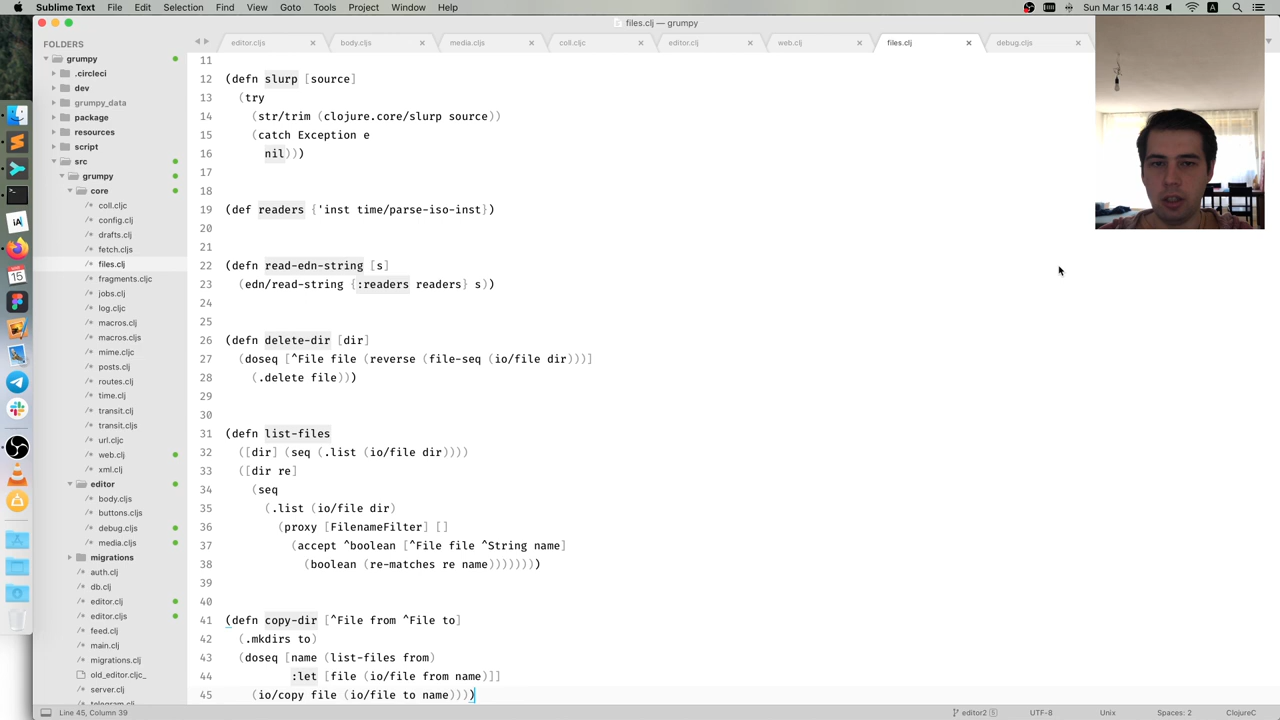 Sublime Text File Edit Selection Find View Goto Tools Project Window Help
Sun Mar 15 14:48
files.clj — grumpy
editor.cljs
body.cljs
media.cljs
coll.cljc
editor.clj
web.clj
files.clj
debug.cljs
FOLDERS
grumpy
.circleci
dev
grumpy_data
package
resources
script
src
grumpy
core
coll.cljc
config.clj
drafts.clj
fetch.cljs
files.clj
fragments.cljc
jobs.clj
log.cljc
macros.clj
macros.cljs
mime.cljc
posts.clj
routes.clj
time.cljc
transit.clj
transit.cljs
url.cljc
web.clj
xml.clj
editor
body.cljs
buttons.cljs
debug.cljs
media.cljs
migrations
auth.clj
db.clj
editor.clj
editor.cljs
feed.clj
main.clj
migrations.clj
old_editor.cljc_
server.clj
telegram.clj
11
12 (defn slurp [source]
13 (try
14 (str/trim (clojure.core/slurp source))
15 (catch Exception e
16 nil)))
17
18
19 (def readers {'inst time/parse-iso-inst})
20
21
22 (defn read-edn-string [s]
23 (edn/read-string {:readers readers} s))
24
25
26 (defn delete-dir [dir]
27 (doseq [^File file (reverse (file-seq (io/file dir)))]
28 (.delete file)))
29
30
31 (defn list-files
32 ([dir] (seq (.list (io/file dir))))
33 ([dir re]
34 (seq
35 (.list (io/file dir)
36 (proxy [FilenameFilter] []
37 (accept ^boolean [^File file ^String name]
38 (boolean (re-matches re name)))))))) 
39
40
41 (defn copy-dir [^File from ^File to]
42 (.mkdirs to)
43 (doseq [name (list-files from)
44 :let [file (io/file from name)]]
45 (io/copy file (io/file to name))))
Line 45, Column 39
editor2 5
UTF-8
Unix
Spaces: 2
ClojureC